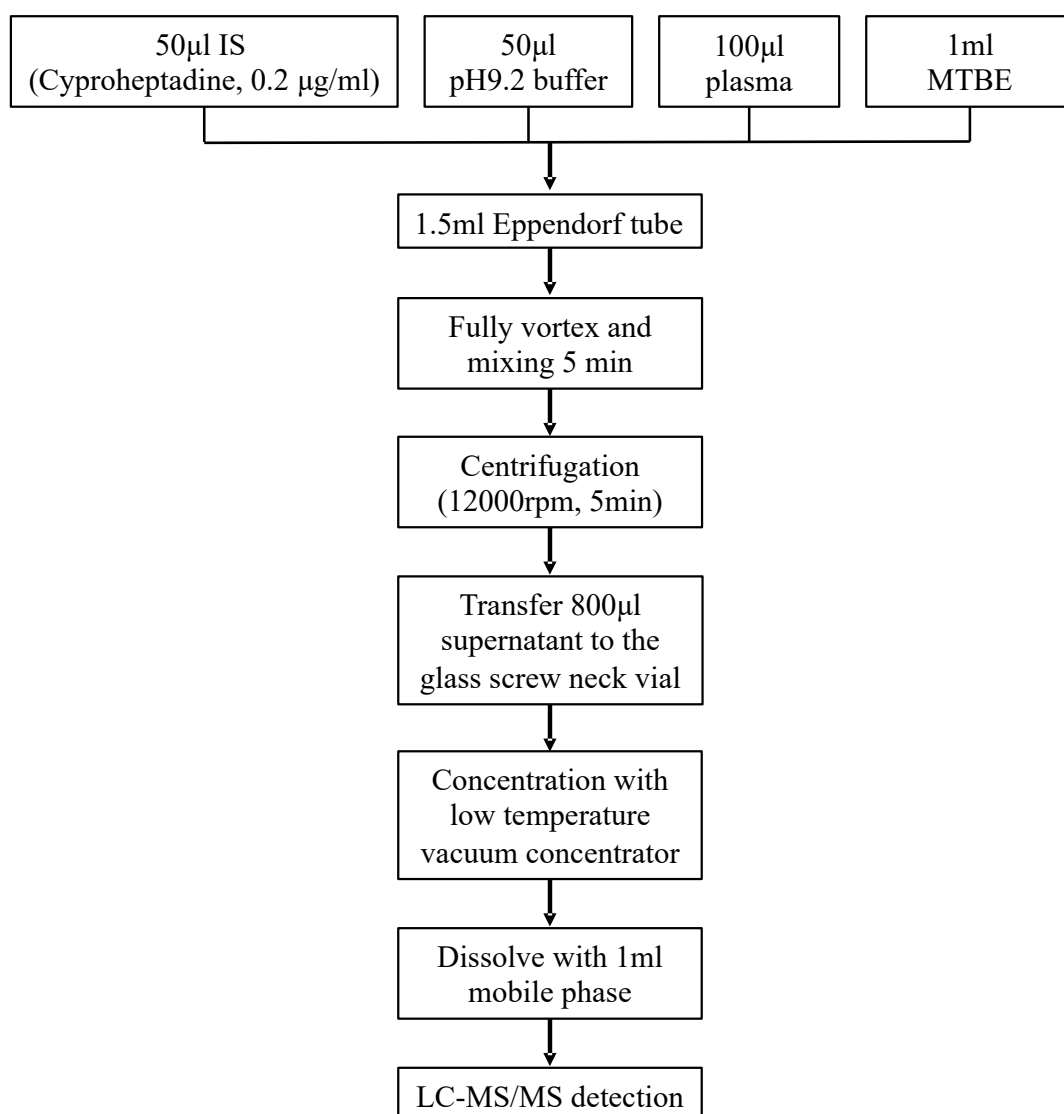 50μl IS
(Cyproheptadine, 0.2 μg/ml)
50μl
pH9.2 buffer
100μl
plasma
1ml
MTBE
1.5ml Eppendorf tube
Fully vortex and
mixing 5 min
Centrifugation
(12000rpm, 5min)
Transfer 800μl
supernatant to the
glass screw neck vial
Concentration with
low temperature
vacuum concentrator
Dissolve with 1ml
mobile phase
LC-MS/MS detection